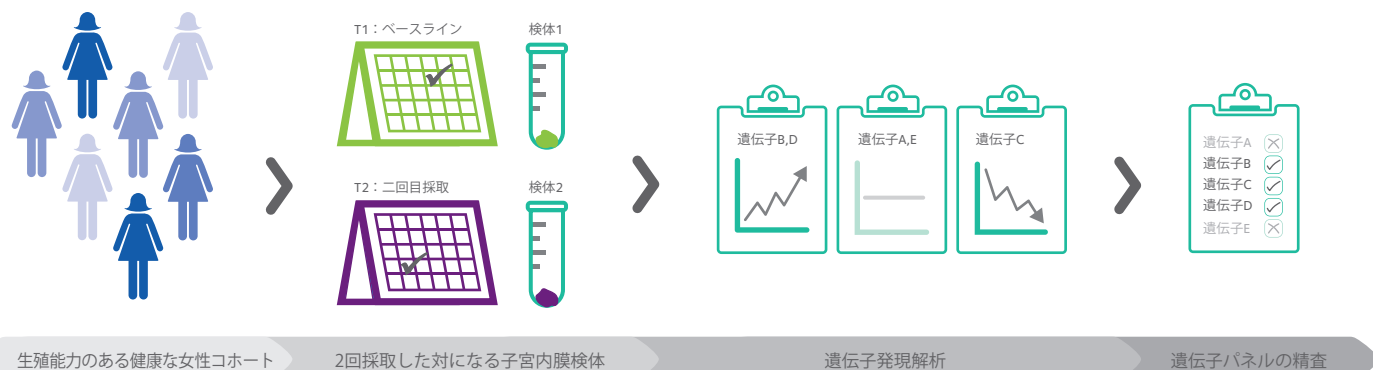 T1：ベースライン
検体1
T2：二回目採取
検体2
遺伝子B,D
遺伝子A,E
遺伝子C
遺伝子A
遺伝子B
遺伝子C
遺伝子D
遺伝子E
生殖能力のある健康な女性コホート
2回採取した対になる子宮内膜検体
遺伝子発現解析
遺伝子パネルの精査